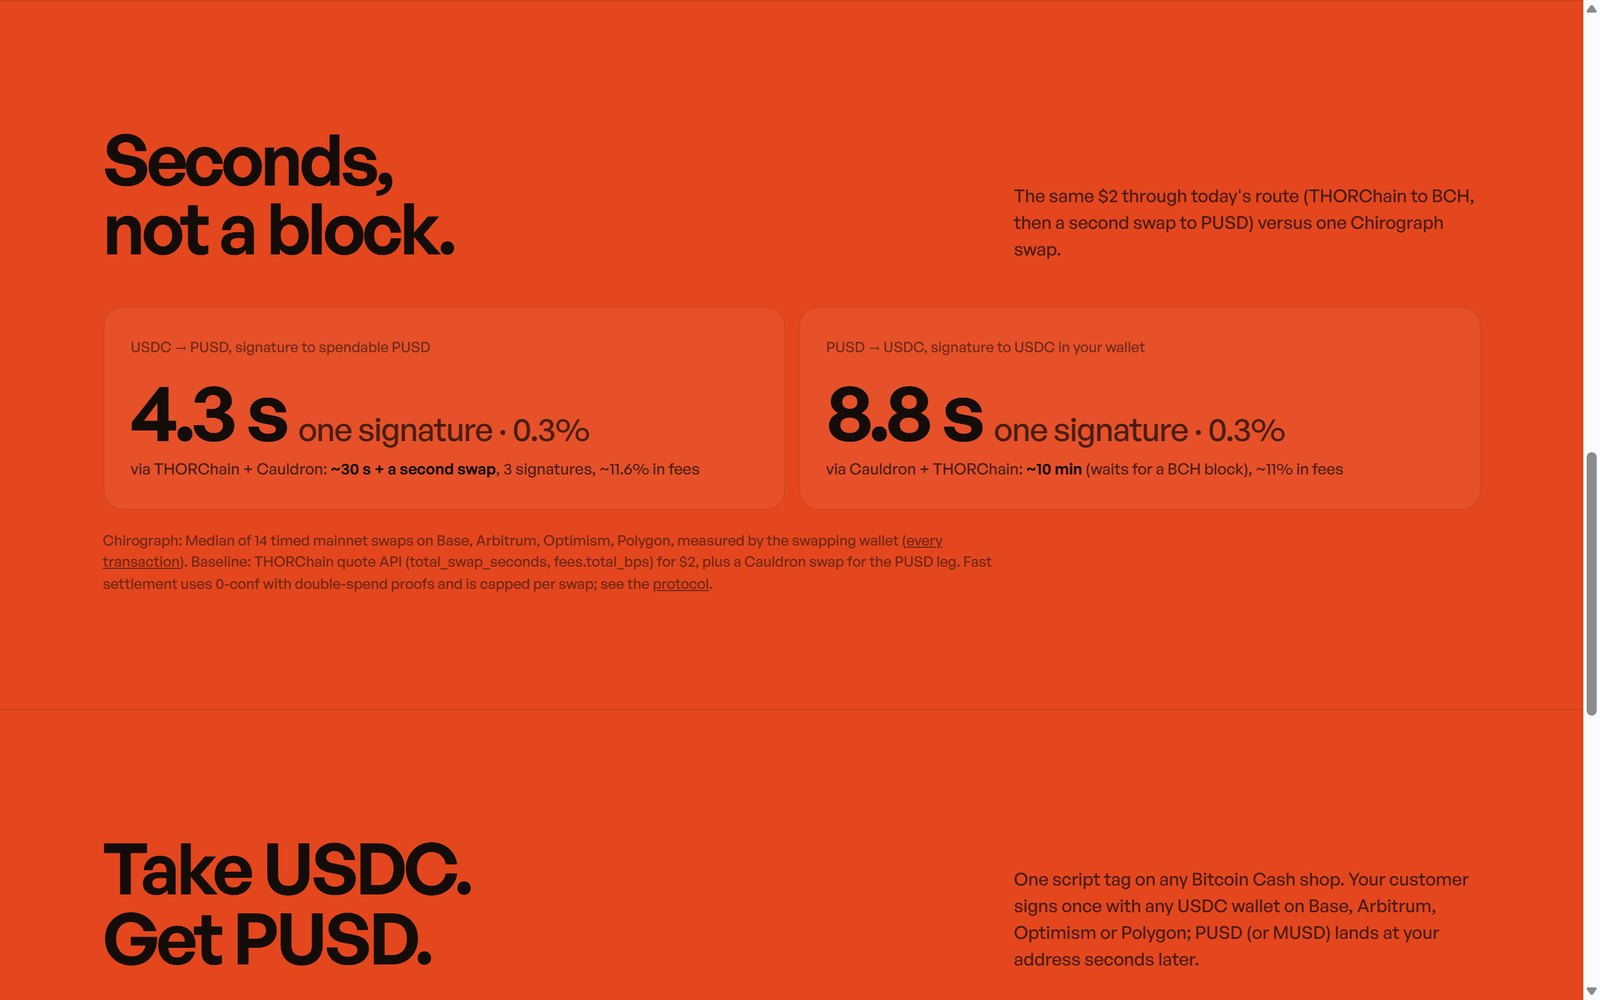 Seconds,
not a block.
The same $2 through today's route (THORChain to BCH,
then a second swap to PUSD) versus one Chirograph
swap.
USDC → PUSD, signature to spendable PUSD
4.3 s one signature · 0.3%
via THORChain + Cauldron: ~30 s + a second swap, 3 signatures, ~11.6% in fees
PUSD → USDC, signature to USDC in your wallet
8.8 s one signature · 0.3%
via Cauldron + THORChain: ~10 min (waits for a BCH block), ~11% in fees
Chirograph: Median of 14 timed mainnet swaps on Base, Arbitrum, Optimism, Polygon, measured by the swapping wallet (every
transaction). Baseline: THORChain quote API (total_swap_seconds, fees.total_bps) for $2, plus a Cauldron swap for the PUSD leg. Fast
settlement uses 0-conf with double-spend proofs and is capped per swap; see the protocol.
Take USDC.
Get PUSD.
One script tag on any Bitcoin Cash shop. Your customer
signs once with any USDC wallet on Base, Arbitrum,
Optimism or Polygon; PUSD (or MUSD) lands at your
address seconds later.